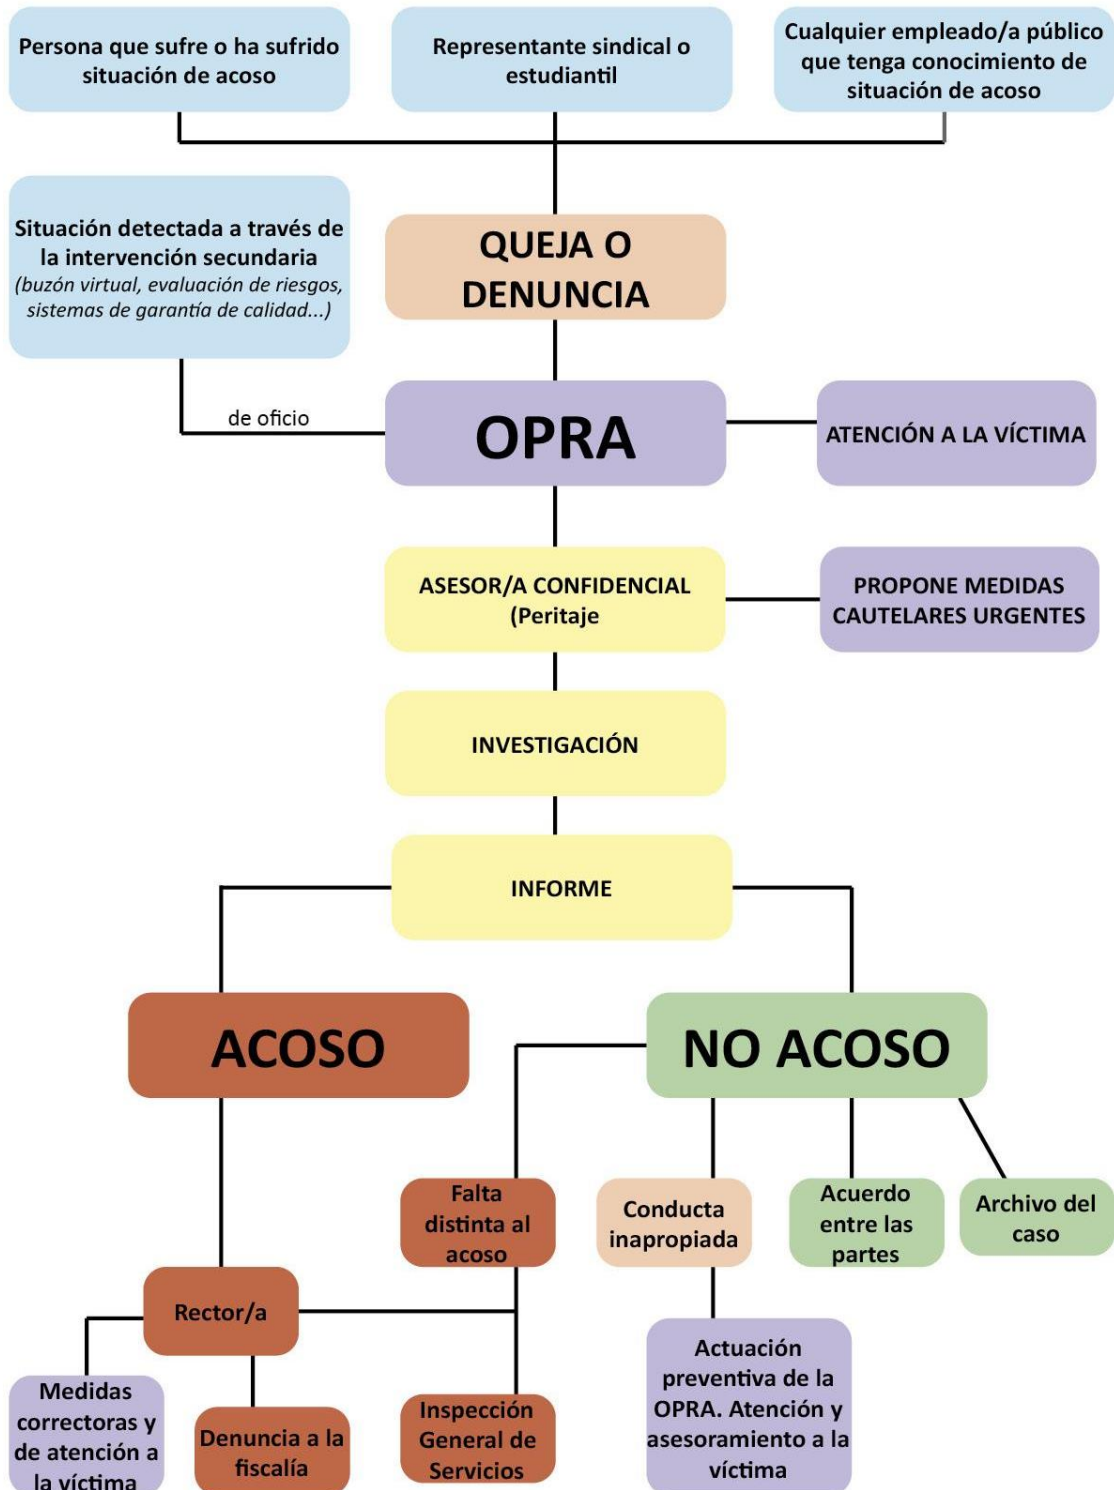 Persona que sufre o ha sufrido
situación de acoso
Representante sindical o
estudiantil
Cualquier empleado/a público
que tenga conocimiento de
situación de acoso
Situación detectada a través de
la intervención secundaria
(buzón virtual, evaluación de riesgos,
sistemas de garantía de calidad...)
QUEJA O
DENUNCIA
de oficio
OPRA
ATENCIÓN A LA VÍCTIMA
ASESOR/A CONFIDENCIAL
(Peritaje
PROPONE MEDIDAS
CAUTELARES URGENTES
INVESTIGACIÓN
INFORME
ACOSO
NO ACOSO
Falta
distinta al
acoso
Conducta
inapropiada
Acuerdo
entre las
partes
Archivo del
caso
Rector/a
Medidas
correctoras y
de atención a
la víctima
Denuncia a la
fiscalía
Inspección
General de
Servicios
Actuación
preventiva de la
OPRA. Atención y
asesoramiento a la
víctima